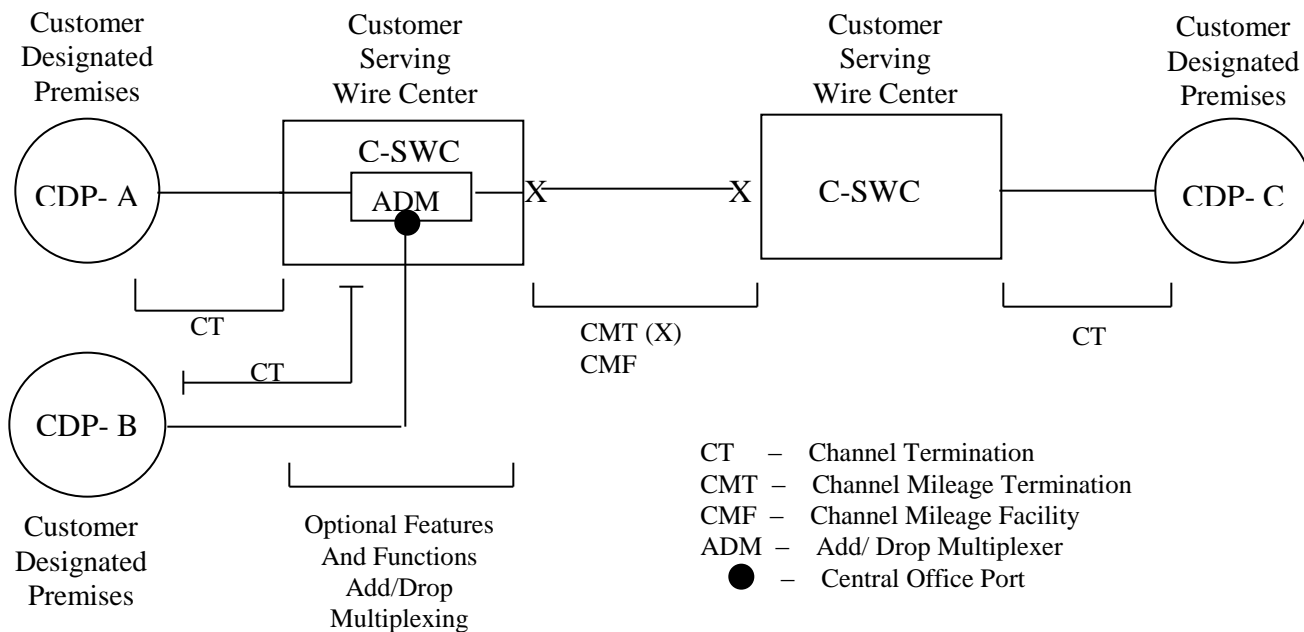 Customer
Designated
Premises
Customer
Serving
Wire Center
Customer
Serving
Wire Center
Customer
Designated
Premises
CDP- A
C-SWC
ADM
X
X
C-SWC
CDP- C
CT
CMT (X)
CMF
CT
CT
CDP- B
Customer
Designated
Premises
Optional Features
And Functions
Add/Drop
Multiplexing
CT – Channel Termination
CMT – Channel Mileage Termination
CMF – Channel Mileage Facility
ADM – Add/ Drop Multiplexer
– Central Office Port